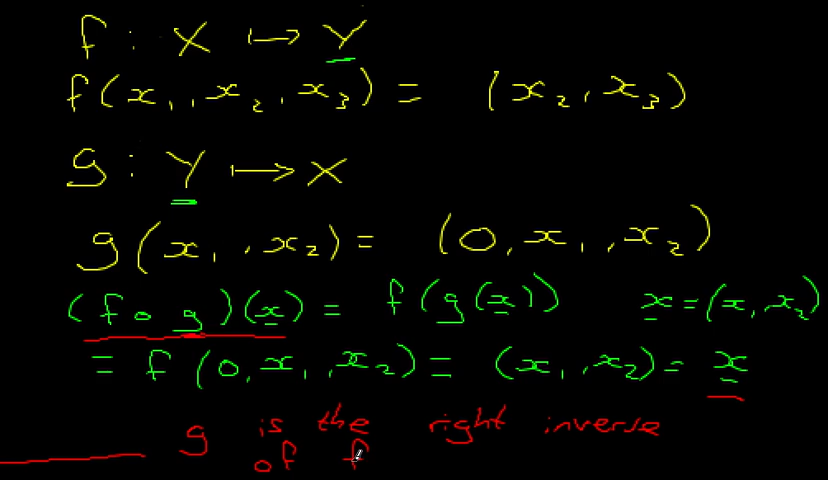 f : X ↦ Y
f(x₁, x₂, x₃) = (x₂, x₃)
g : Y ↦ X
g(x₁, x₂) = (0, x₁, x₂)
(f ∘ g)(x) = f(g(x)) x = (x₁, x₂)
= f(0, x₁, x₂) = (x₁, x₂) = x
g is the right inverse
of f